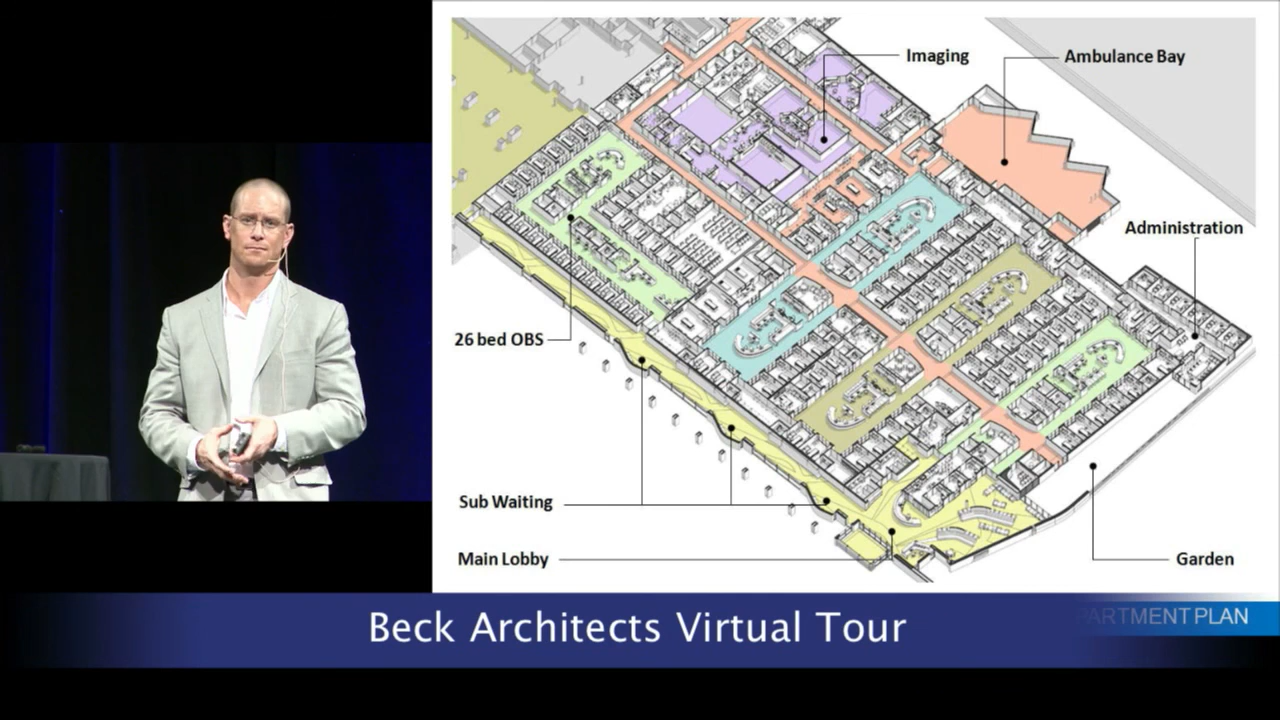 Imaging
Ambulance Bay
Administration
26 bed OBS
Sub Waiting
Main Lobby
Garden
PARTMENT PLAN
Beck Architects Virtual Tour